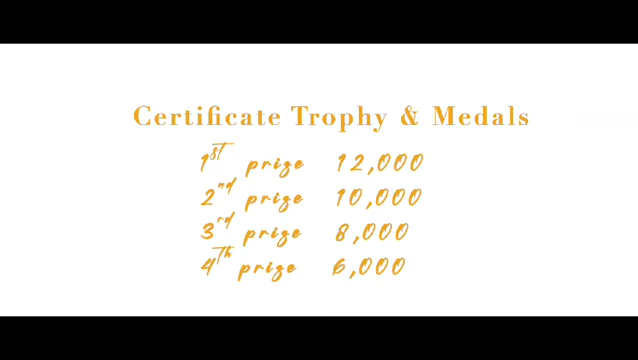 Certificate Trophy & Medals
1st prize 12,000
2nd prize 10,000
3rd prize 8,000
4th prize 6,000